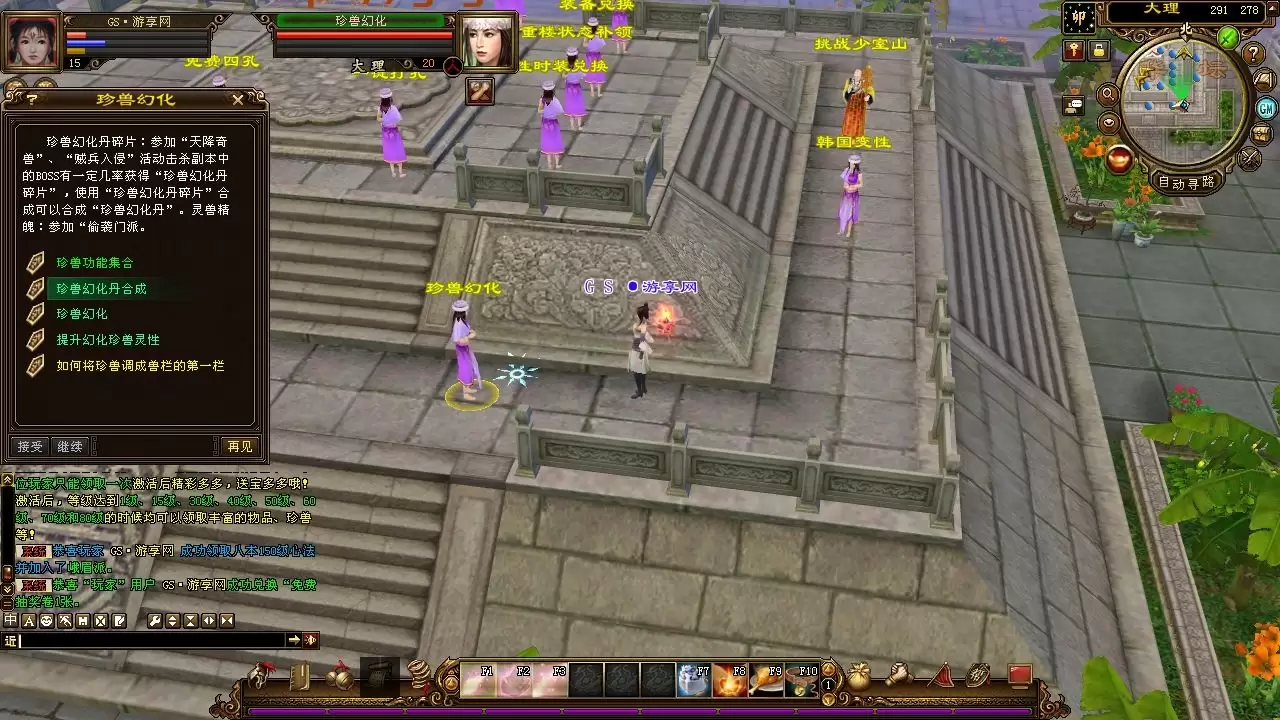 GS·游享网
15
珍兽幻化
大理
20
装备兑换
重楼状态补领
生时装兑换
免费四孔
挑战少室山
韩国变性
大理
291 278
卯
北
GM
自动寻路
? 珍兽幻化
珍兽幻化丹碎片：参加“天降奇
兽”、“贼兵入侵”活动击杀副本中
的BOSS有一定几率获得，珍兽幻化丹
碎片”，使用“珍兽幻化丹碎片”合
成可以合成“珍兽幻化丹”。灵兽精
魄：参加“偷袭门派。
珍兽功能集合
珍兽幻化丹合成
珍兽幻化
提升幻化珍兽灵性
如何将珍兽调成兽栏的第一栏
接受 继续 再见
珍兽幻化
GS●游享网
位玩家只能领取一次激活后精彩多多，送宝多多哦！
激活后，等级达到1级、15级、30级、40级、50级、60
级、70级和80级的时候均可以领取丰富的物品、珍兽
等！
恭喜玩家 GS·游享网 成功领取八本150级心法
并加入了峨眉派。
恭喜“玩家”用户 GS·游享网成功兑换“免费
抽奖卷1张。
中 A
近
F1 F2 F3 F7 F8 F9 F10
1